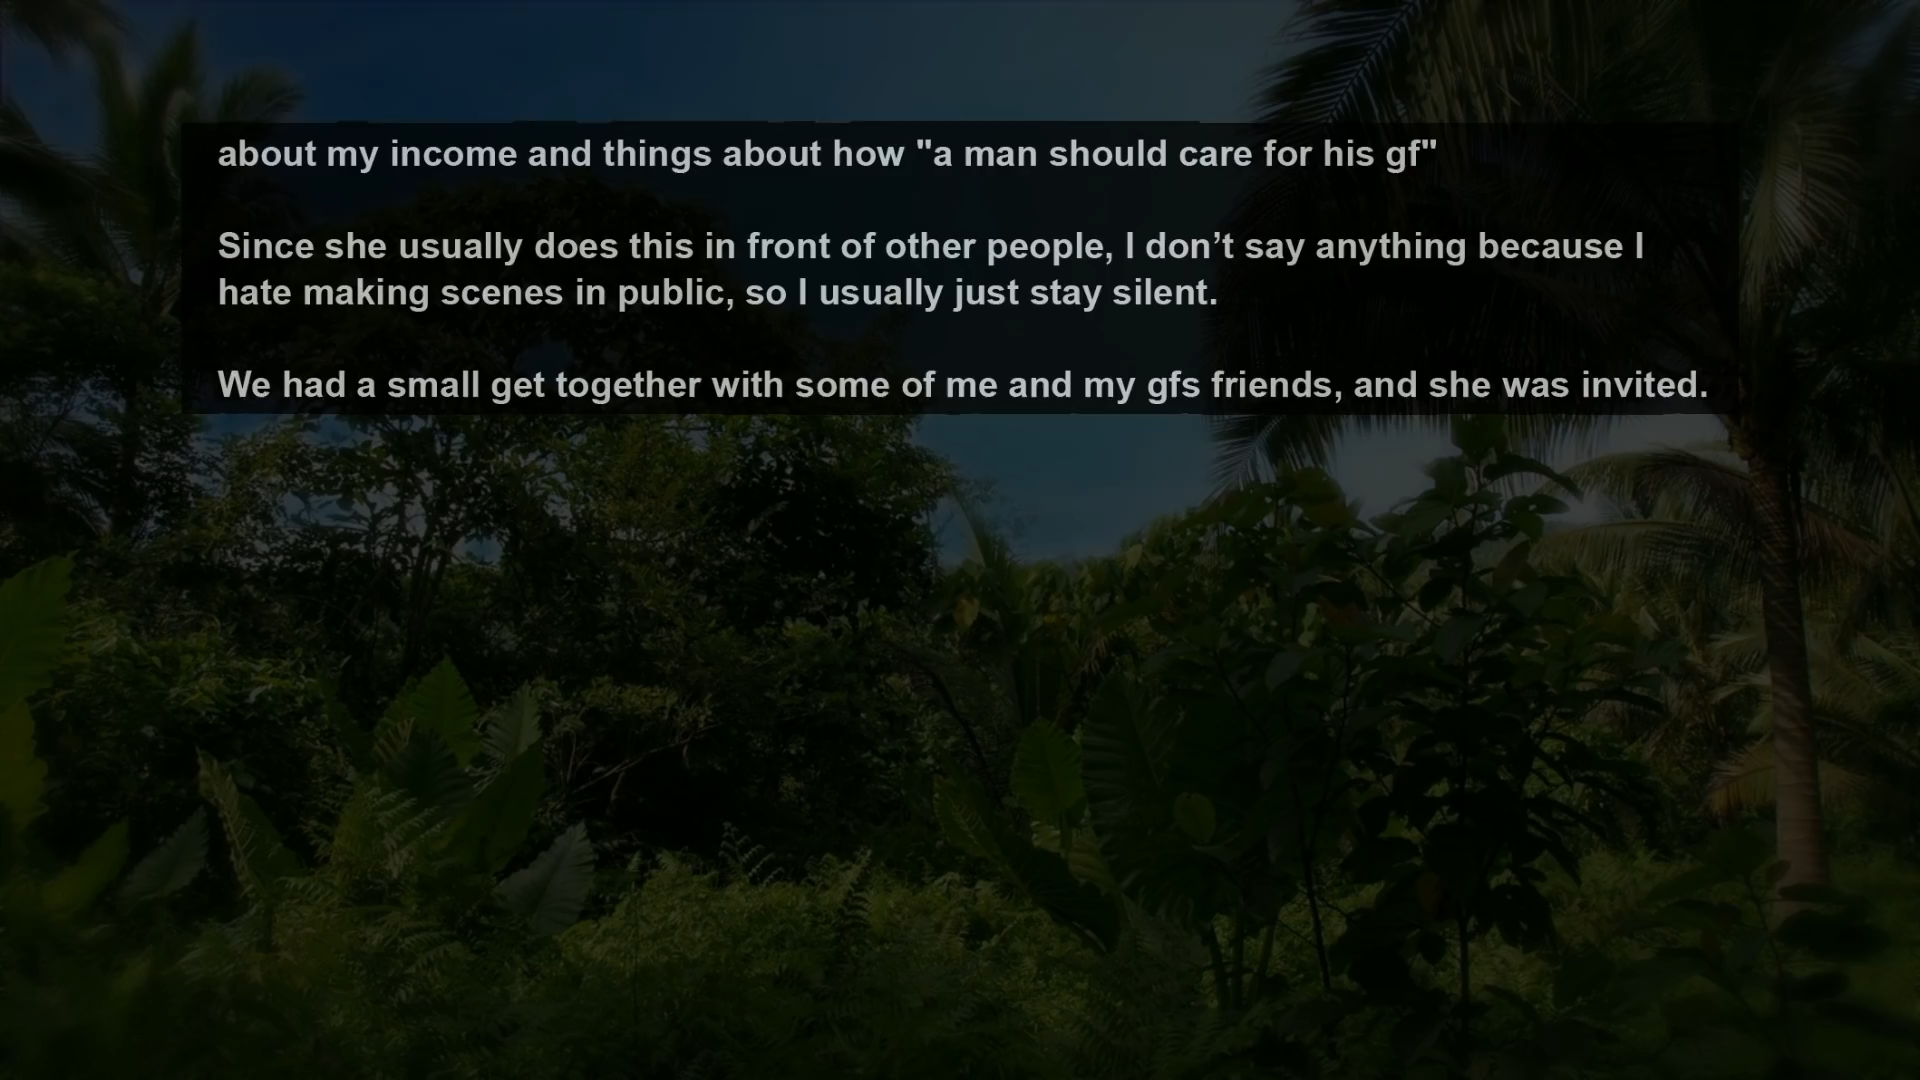 about my income and things about how "a man should care for his gf"
Since she usually does this in front of other people, I don’t say anything because I
hate making scenes in public, so I usually just stay silent.
We had a small get together with some of me and my gfs friends, and she was invited.